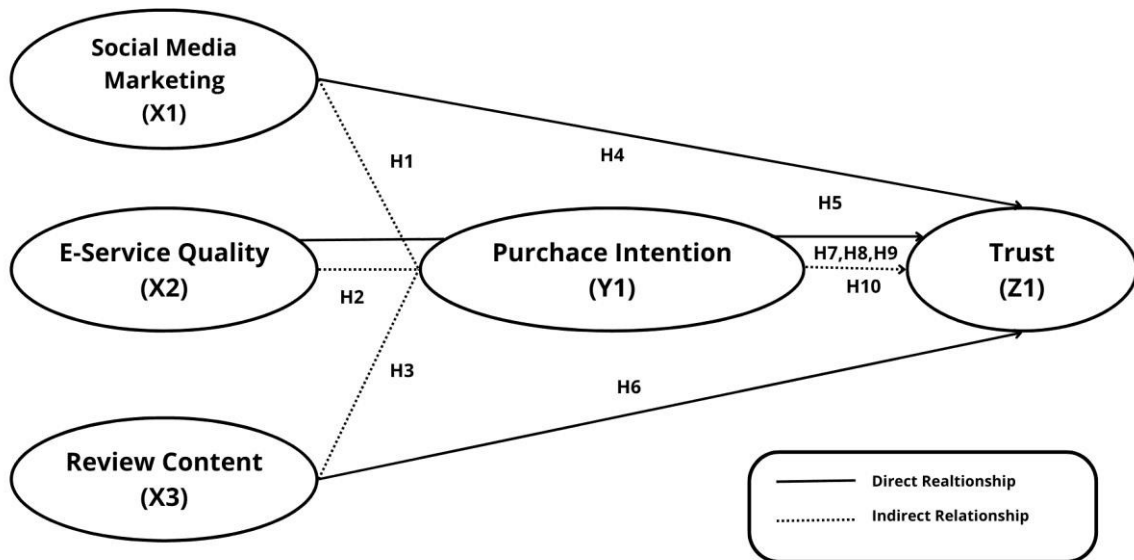 Social Media
Marketing
(X1)
H1
H4
H5
E-Service Quality
(X2)
H2
Purchace Intention
(Y1)
H7,H8,H9
H10
Trust
(Z1)
H3
H6
Review Content
(X3)
Direct Realtionship
Indirect Relationship